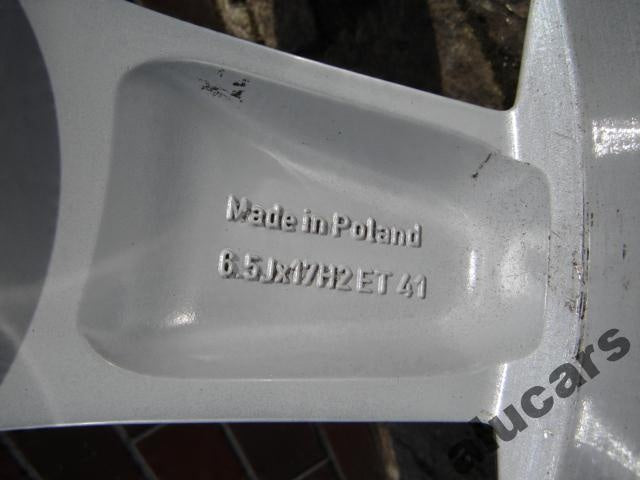 Made in Poland
6.5Jx17H2 ET 41
alucars